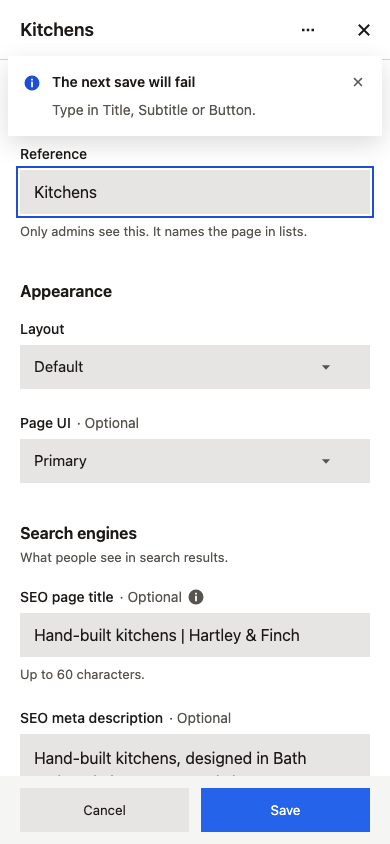 Kitchens
The next save will fail
Type in Title, Subtitle or Button.
Reference
Kitchens
Only admins see this. It names the page in lists.
Appearance
Layout
Default
Page UI · Optional
Primary
Search engines
What people see in search results.
SEO page title · Optional
Hand-built kitchens | Hartley & Finch
Up to 60 characters.
SEO meta description · Optional
Hand-built kitchens, designed in Bath
Cancel
Save